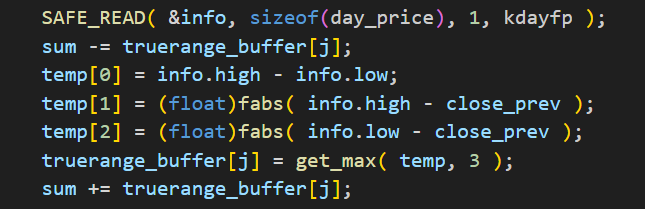 SAFE_READ( &info, sizeof(day_price), 1, kdayfp );
sum -= truerange_buffer[j];
temp[0] = info.high - info.low;
temp[1] = (float)fabs( info.high - close_prev );
temp[2] = (float)fabs( info.low - close_prev );
truerange_buffer[j] = get_max( temp, 3 );
sum += truerange_buffer[j];